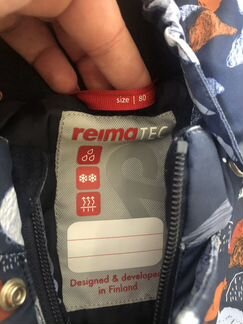 size | 80
reimaTEC
Designed & developed
in Finland